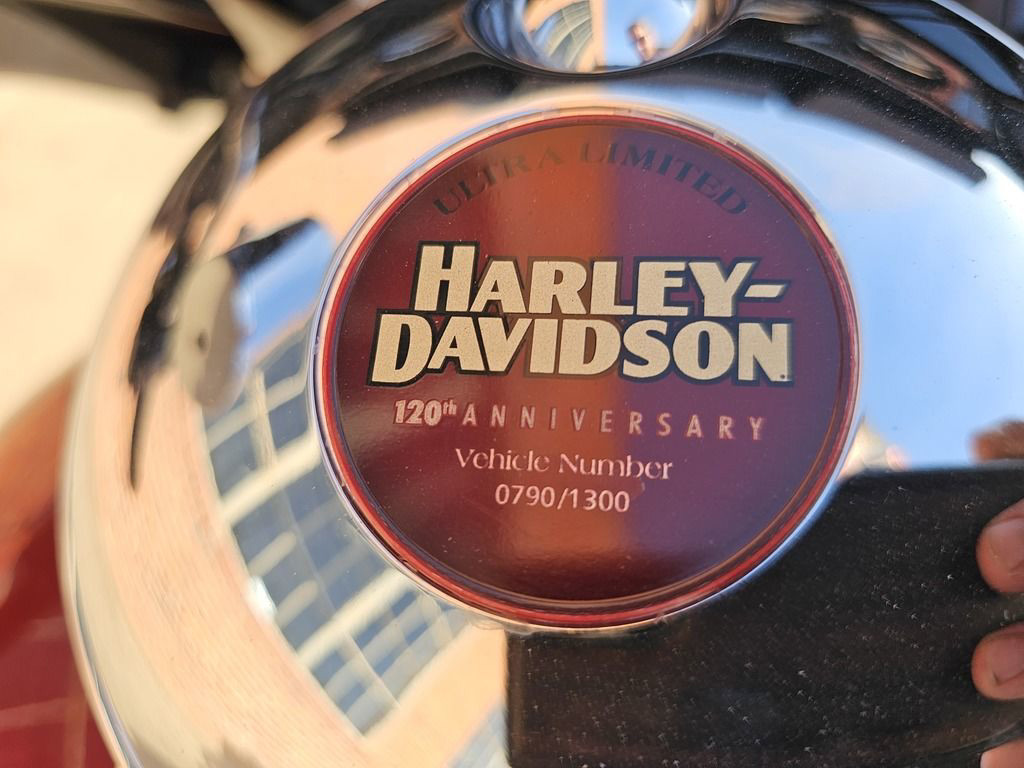 ULTRA LIMITED
HARLEY-
DAVIDSON
120th ANNIVERSARY
Vehicle Number
0790/1300